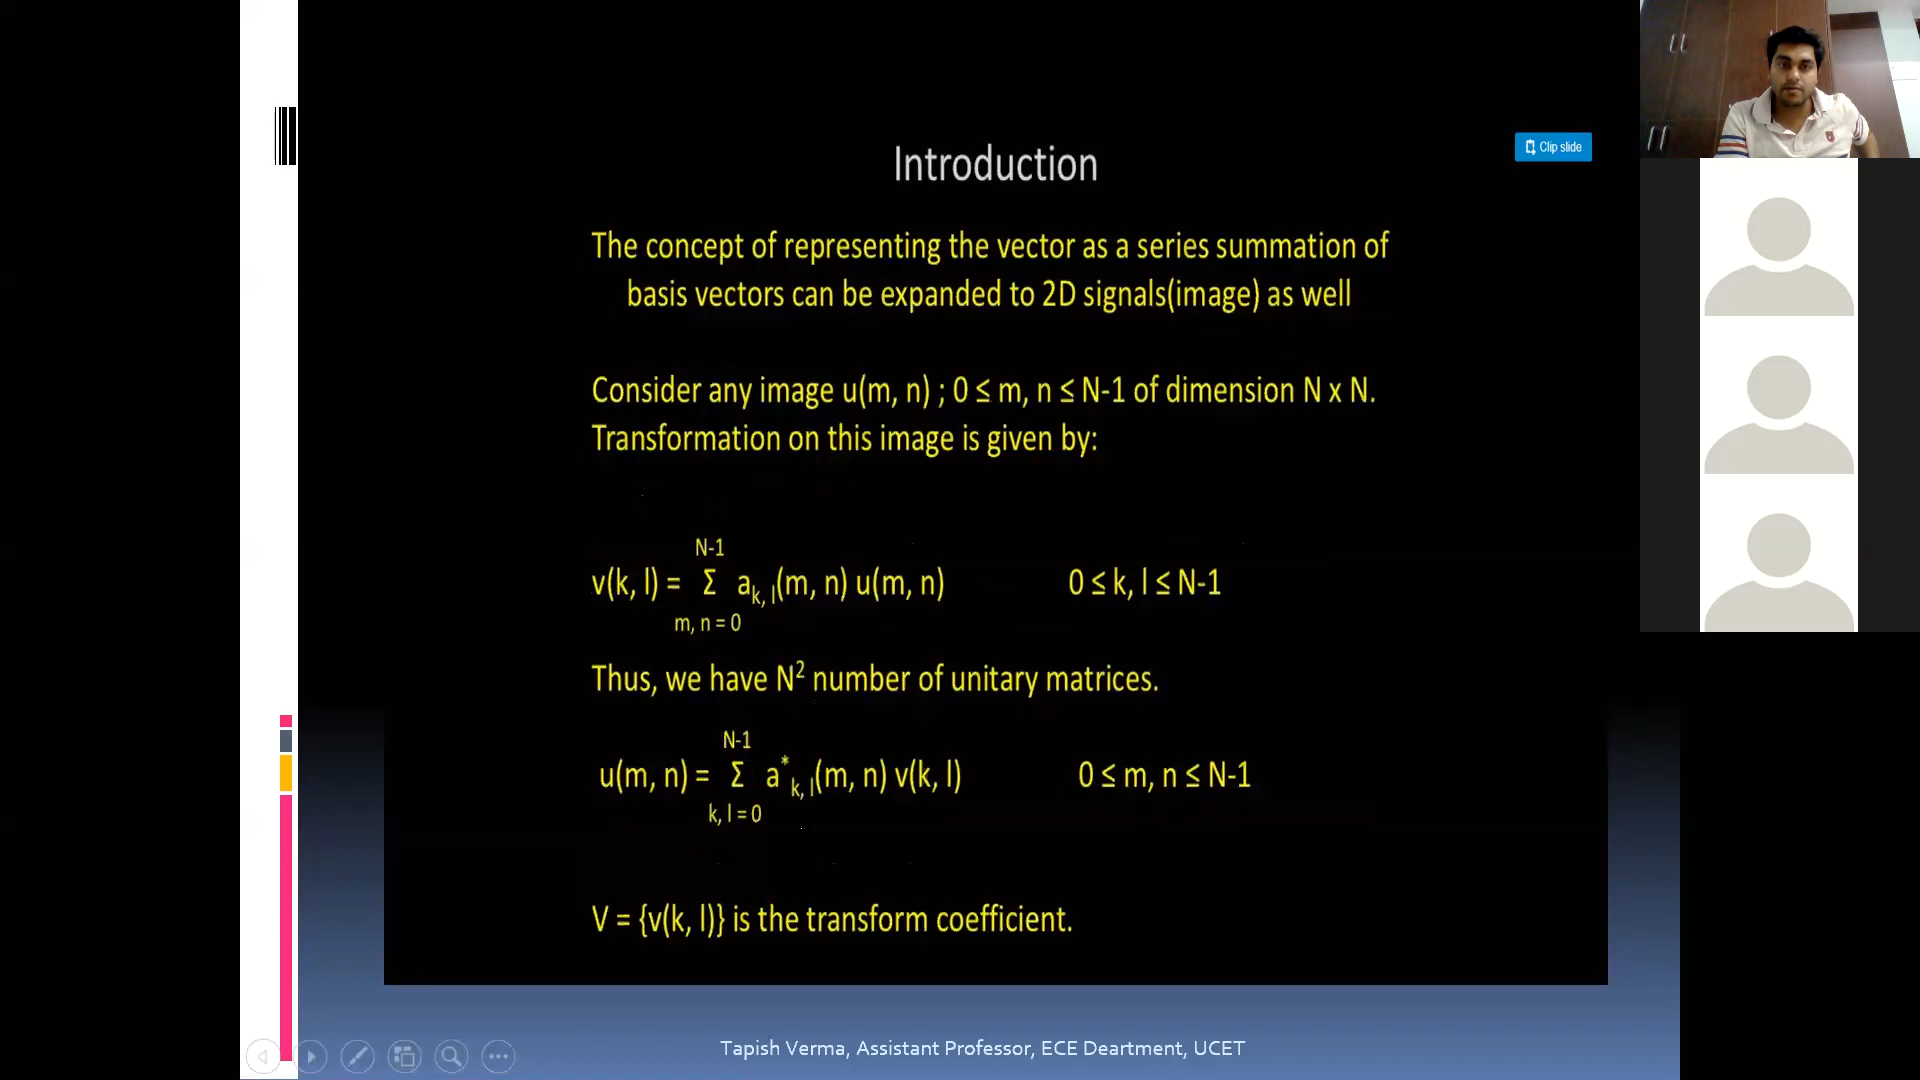 Introduction
Clip slide
The concept of representing the vector as a series summation of
basis vectors can be expanded to 2D signals(image) as well
Consider any image u(m, n) ; 0 ≤ m, n ≤ N-1 of dimension N x N.
Transformation on this image is given by:
N-1
v(k, l) = Σ a_{k, l}(m, n) u(m, n) 0 ≤ k, l ≤ N-1
m, n = 0
Thus, we have N² number of unitary matrices.
N-1
u(m, n) = Σ a*_{k, l}(m, n) v(k, l) 0 ≤ m, n ≤ N-1
k, l = 0
V = {v(k, l)} is the transform coefficient.
Tapish Verma, Assistant Professor, ECE Deartment, UCET